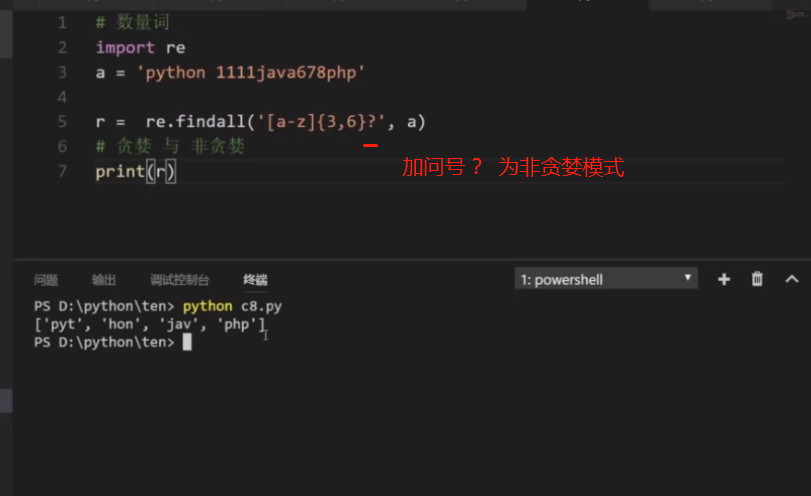 1 # 数量词
2 import re
3 a = 'python 1111java678php'
4
5 r =  re.findall('[a-z]{3,6}?', a)
6 # 贪婪 与 非贪婪
7 print(r)
加问号？ 为非贪婪模式
问题 输出 调试控制台 终端 1: powershell
PS D:\python\ten> python c8.py
['pyt', 'hon', 'jav', 'php']
PS D:\python\ten>